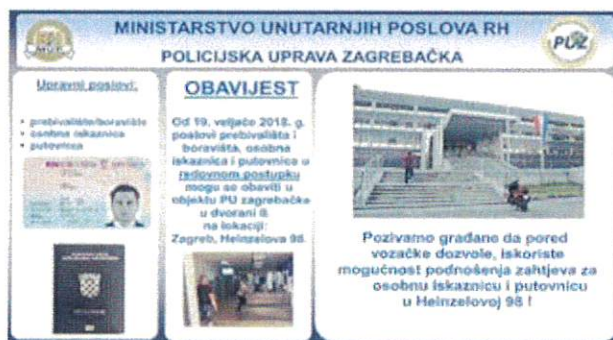 MINISTARSTVO UNUTARNJIH POSLOVA RH
POLICIJSKA UPRAVA ZAGREBAČKA
MUP
PUZ
Upravni poslovi:
• prebivalište/boravište
• osobna iskaznica
• putovnica
OBAVIJEST
Od 19. veljače 2018. g.
poslovi prebivališta i
boravišta, osobna
iskaznica i putovnica u
redovnom postupku
mogu se obaviti u
objektu PU zagrebačke
u dvorani B
na lokaciji:
Zagreb, Heinzelova 98.
Pozivamo građane da pored
vozačke dozvole, iskoriste
mogućnost podnošenja zahtjeva za
osobnu iskaznicu i putovnicu
u Heinzelovoj 98 !